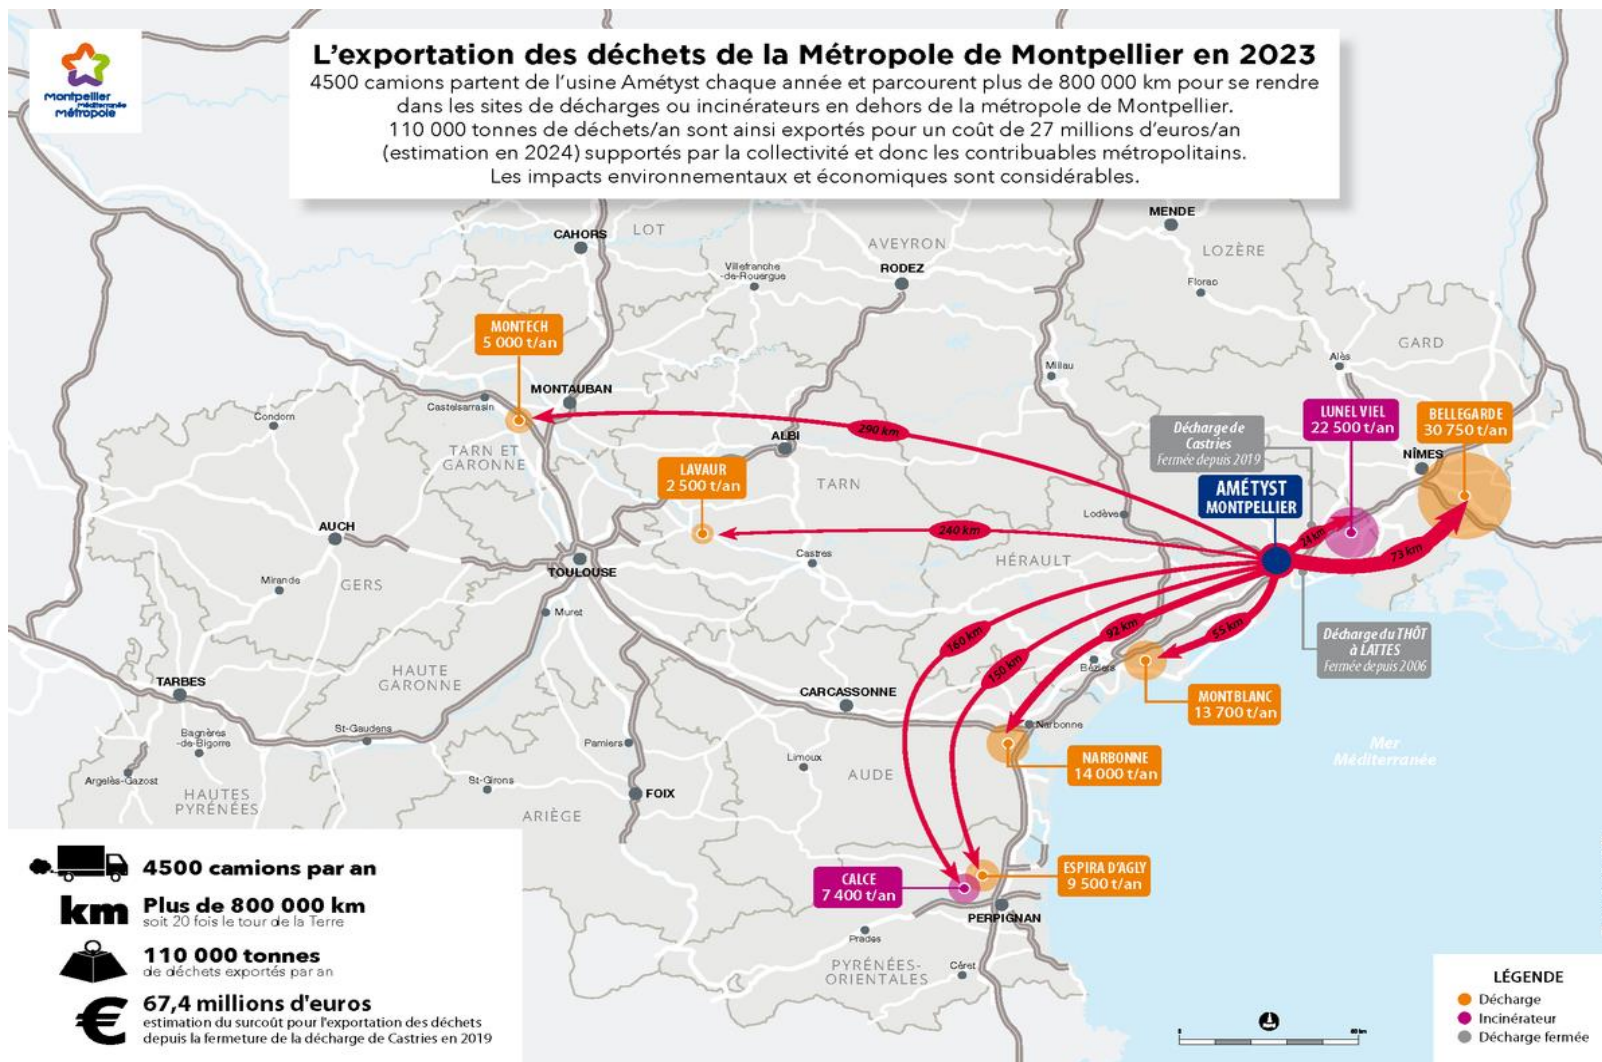 montpellier
Méditerranée
métropole
L'exportation des déchets de la Métropole de Montpellier en 2023
4500 camions partent de l'usine Amétyst chaque année et parcourent plus de 800 000 km pour se rendre
dans les sites de décharges ou incinérateurs en dehors de la métropole de Montpellier.
110 000 tonnes de déchets/an sont ainsi exportés pour un coût de 27 millions d'euros/an
(estimation en 2024) supportés par la collectivité et donc les contribuables métropolitains.
Les impacts environnementaux et économiques sont considérables.
MENDE
CAHORS
LOT
AVEYRON
LOZÈRE
Villefranche
-de-Rouergue
RODEZ
Florac
MONTECH
5 000 t/an
GARD
Alès
Millau
MONTAUBAN
Castelsarrasin
Condom
LUNEL VIEL
22 500 t/an
BELLEGARDE
30 750 t/an
290 km
ALBI
Décharge de
Castries
Fermée depuis 2019
NÎMES
TARN ET
GARONNE
LAVAUR
2 500 t/an
TARN
AMÉTYST
MONTPELLIER
Lodève
AUCH
240 km
24 km
73 km
Castres
HÉRAULT
TOULOUSE
Mirande
GERS
Muret
92 km
55 km
160 km
150 km
Décharge du THÔT
à LATTES
Fermée depuis 2006
Béziers
HAUTE
GARONNE
TARBES
CARCASSONNE
MONTBLANC
13 700 t/an
Bagnères
-de-Bigorre
St-Gaudens
Pamiers
Narbonne
Limoux
Mer
Méditerranée
NARBONNE
14 000 t/an
Argelès-Gazost
St-Girons
AUDE
HAUTES
PYRÉNÉES
FOIX
ARIÈGE
CALCE
7 400 t/an
ESPIRA D'AGLY
9 500 t/an
PERPIGNAN
Prades
PYRÉNÉES-
ORIENTALES
Céret
4500 camions par an
km
Plus de 800 000 km
soit 20 fois le tour de la Terre
110 000 tonnes
de déchets exportés par an
€
67,4 millions d'euros
estimation du surcoût pour l'exportation des déchets
depuis la fermeture de la décharge de Castries en 2019
LÉGENDE
Décharge
Incinérateur
Décharge fermée